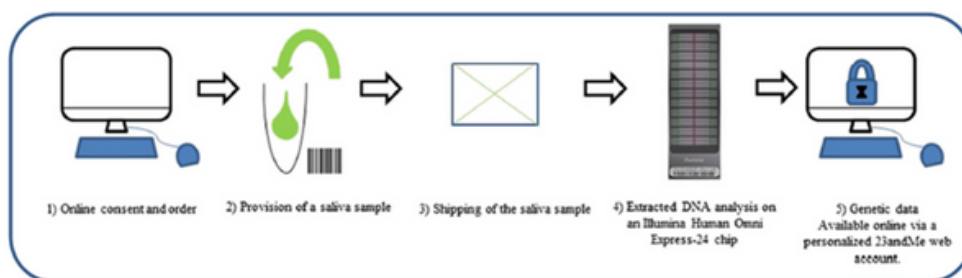 1) Online consent and order
2) Provision of a saliva sample
3) Shipping of the saliva sample
4) Extracted DNA analysis on
an Illumina Human Omni
Express-24 chip
5) Genetic data
Available online via a
personalized 23andMe web
account.